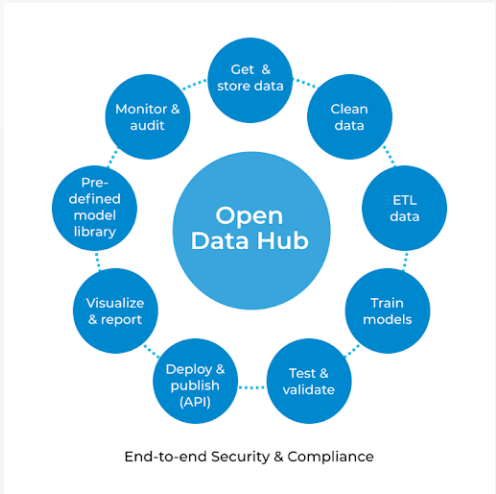 Get &
store data
Clean
data
ETL
data
Train
models
Test &
validate
Deploy &
publish
(API)
Visualize
& report
Pre-
defined
model
library
Monitor &
audit
Open
Data Hub
End-to-end Security & Compliance